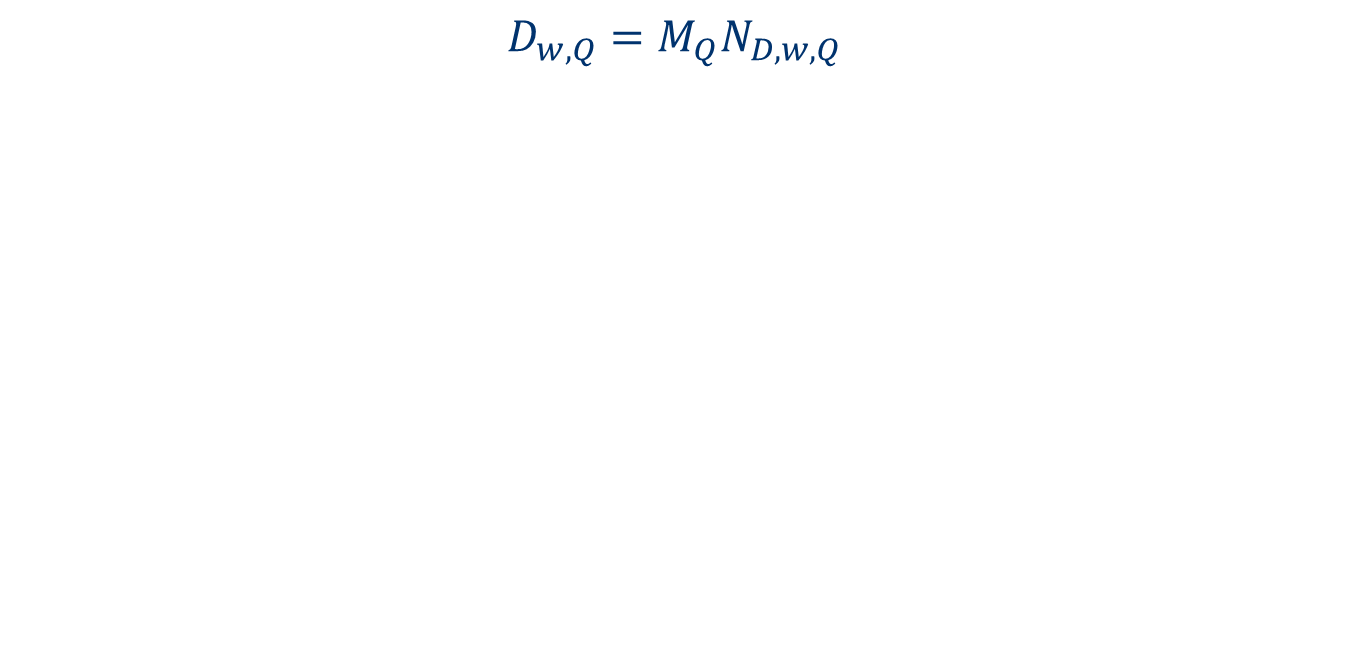 D_{w,Q} = M_Q N_{D,w,Q}